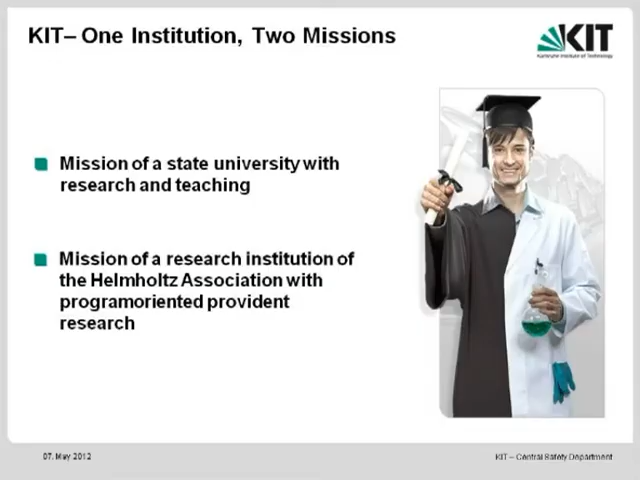 KIT– One Institution, Two Missions
KIT
Karlsruhe Institute of Technology
Mission of a state university with
research and teaching
Mission of a research institution of
the Helmholtz Association with
programoriented provident
research
07. May 2012
KIT – Central Safety Department